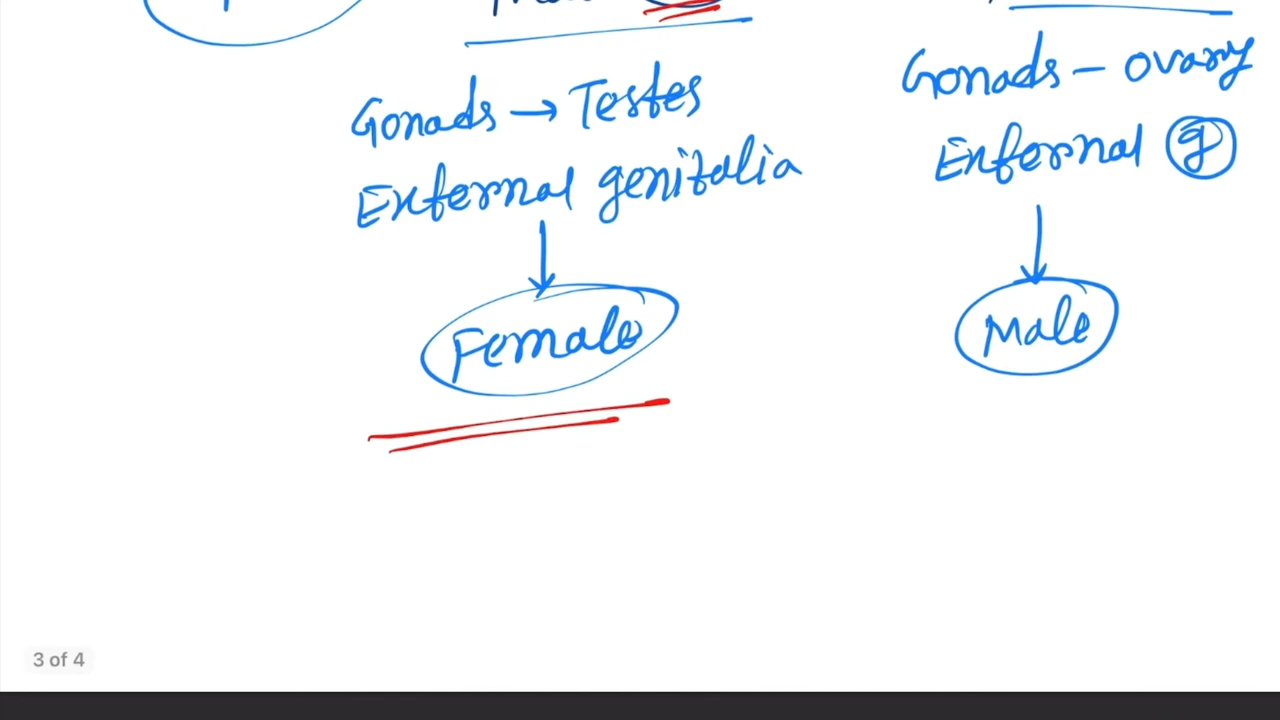 Gonads → Testes
External genitalia
Female
Gonads - ovary
External g
Male
3 of 4